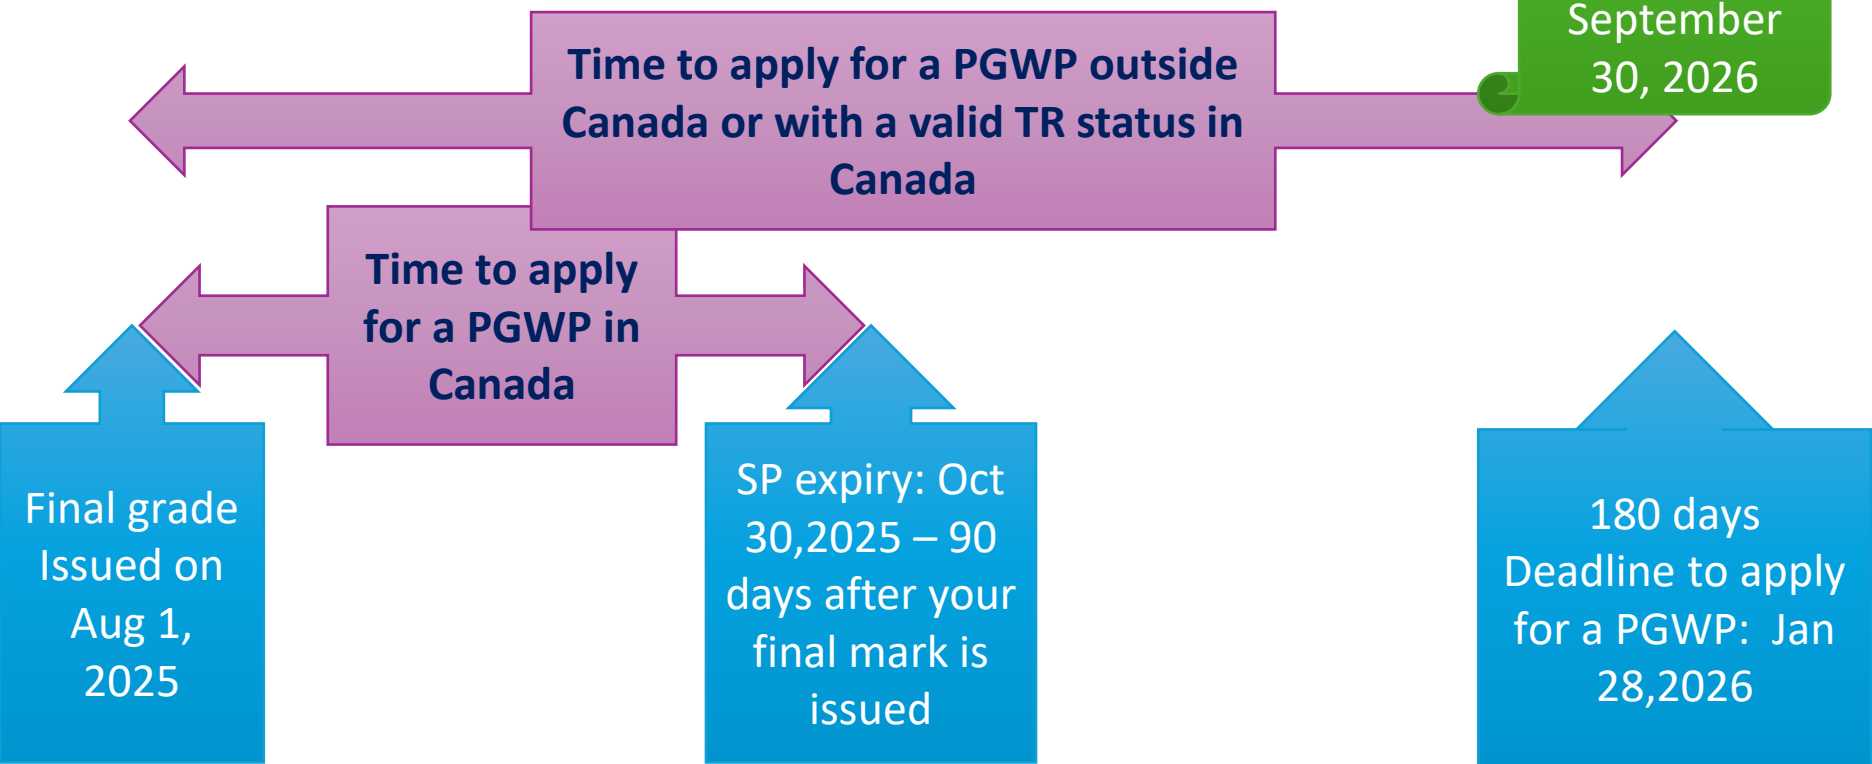 September
30, 2026
Time to apply for a PGWP outside
Canada or with a valid TR status in
Canada
Time to apply
for a PGWP in
Canada
Final grade
Issued on
Aug 1,
2025
SP expiry: Oct
30,2025 – 90
days after your
final mark is
issued
180 days
Deadline to apply
for a PGWP: Jan
28,2026